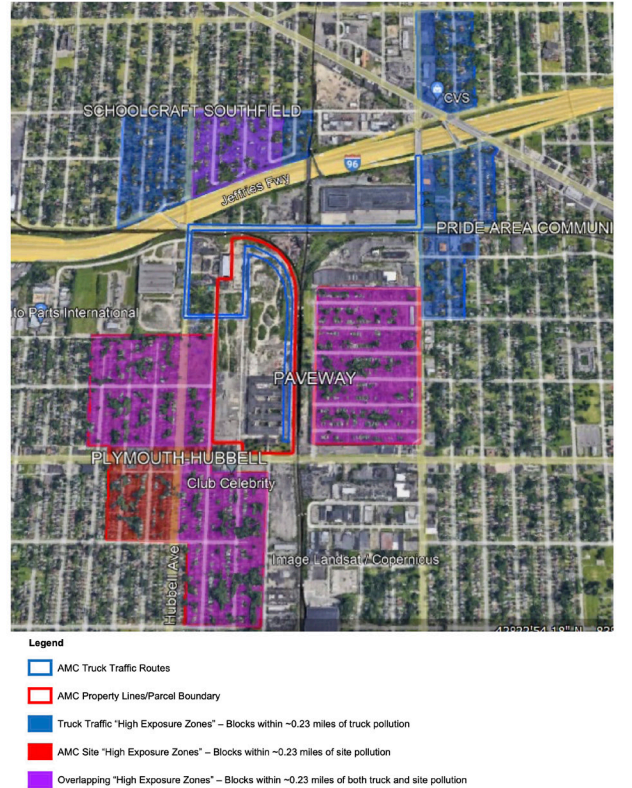 CVS
SCHOOLCRAFT SOUTHFIELD
96
Jeffries Fwy
PRIDE AREA COMMUNI
to Parts International
PAVEWAY
PLYMOUTH-HUBBELL
Club Celebrity
Hubbell Ave
Image Landsat / Copernicus
Legend
AMC Truck Traffic Routes
AMC Property Lines/Parcel Boundary
Truck Traffic “High Exposure Zones” – Blocks within ~0.23 miles of truck pollution
AMC Site “High Exposure Zones” – Blocks within ~0.23 miles of site pollution
Overlapping “High Exposure Zones” – Blocks within ~0.23 miles of both truck and site pollution